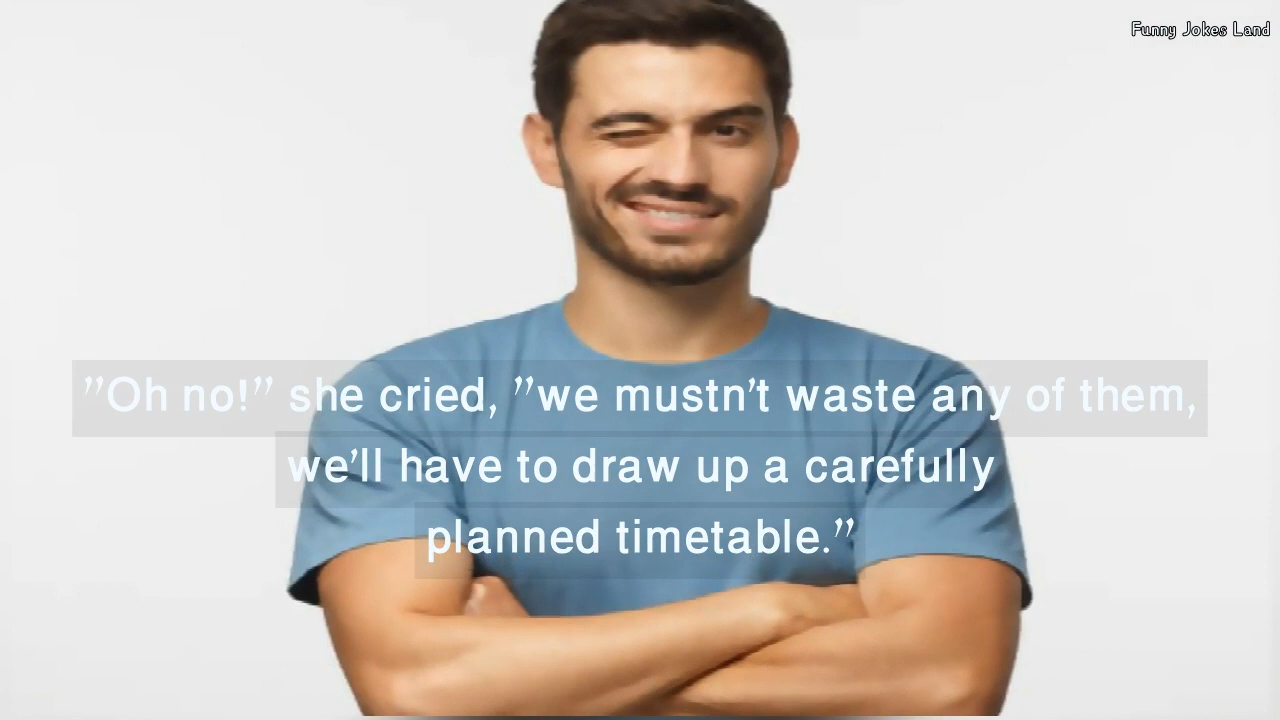 Funny Jokes Land
”Oh no!” she cried, ”we mustn’t waste any of them,
we’ll have to draw up a carefully
planned timetable.”